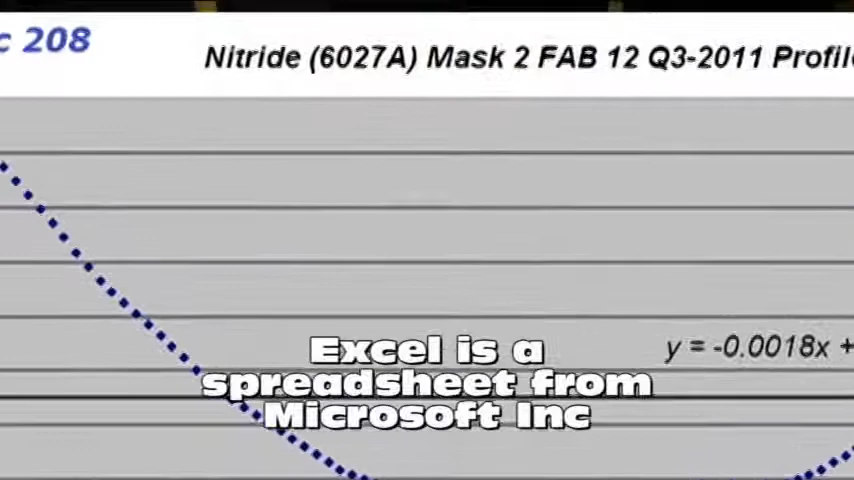 c 208
Nitride (6027A) Mask 2 FAB 12 Q3-2011 Profile
y = -0.0018x +
Excel is a
spreadsheet from
Microsoft Inc